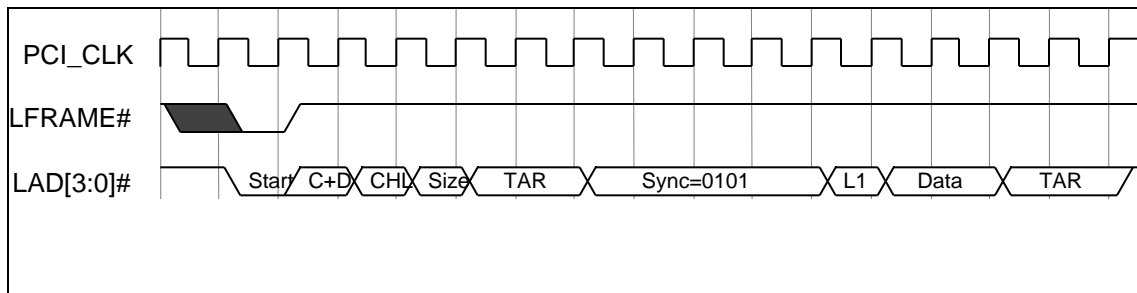 PCI_CLK
LFRAME#
LAD[3:0]# Start C+D CHL Size TAR Sync=0101 L1 Data TAR